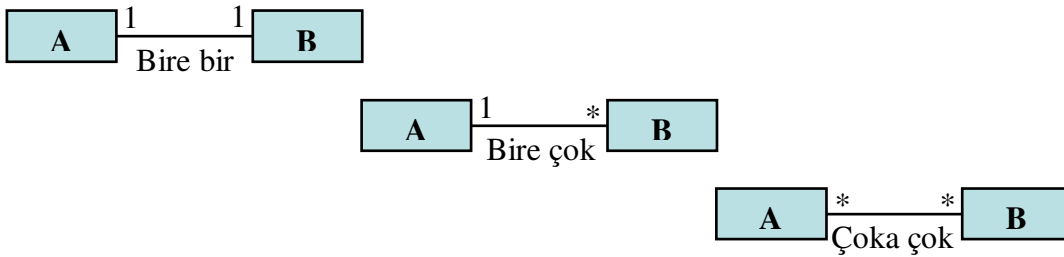 A 1 1 B
Bire bir
A 1 * B
Bire çok
A * * B
Çoka çok